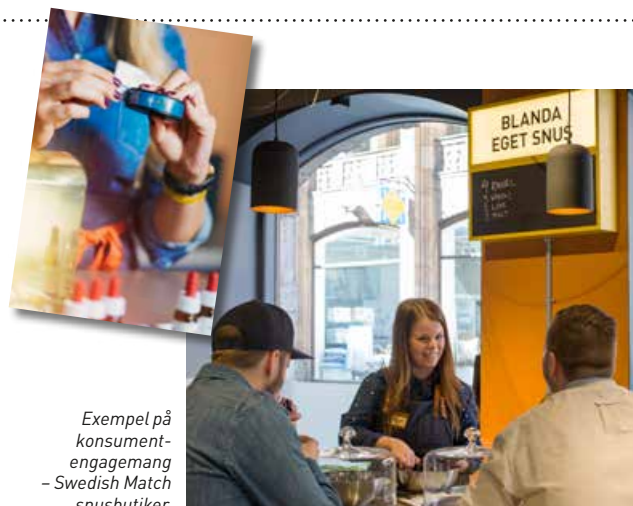 BLANDA
EGET SNUS
Exempel på
konsument-
engagemang
– Swedish Match
snusbutiker.